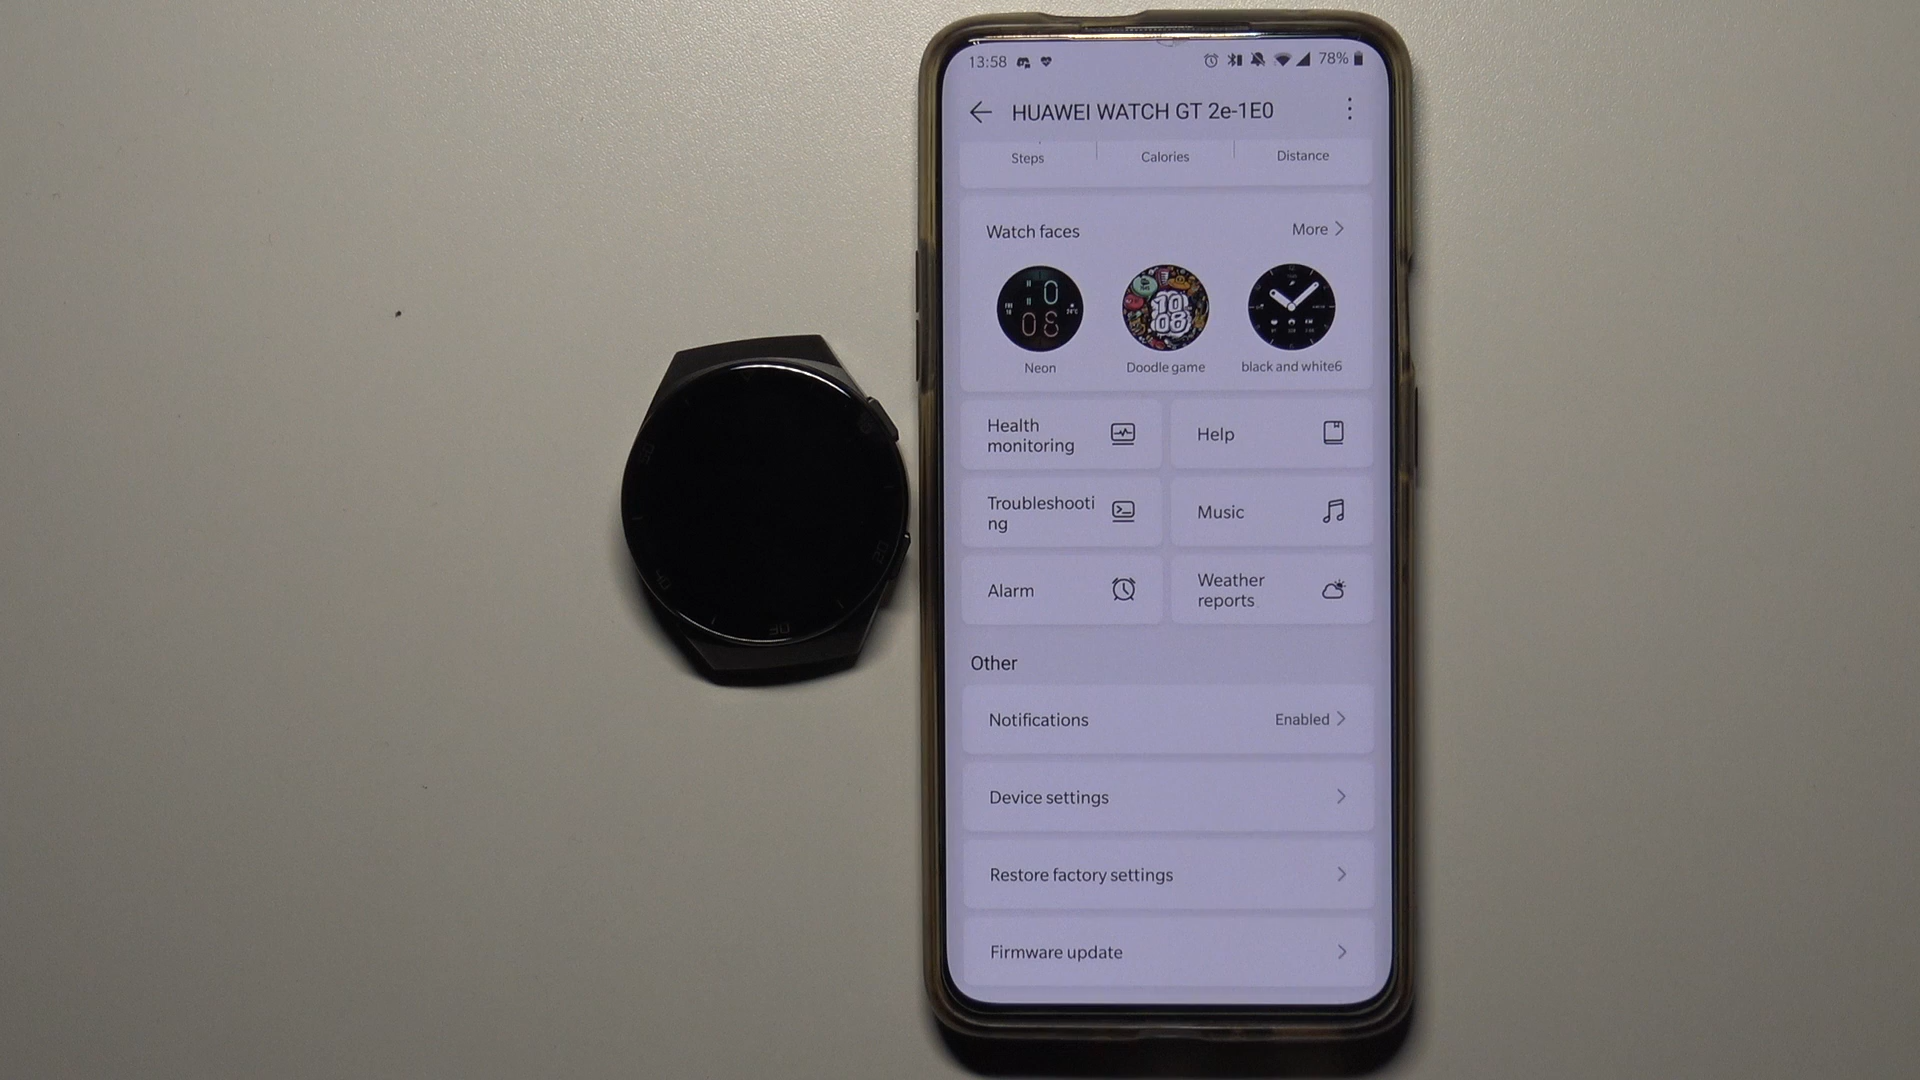 13:58
78%
HUAWEI WATCH GT 2e-1E0
Steps
Calories
Distance
Watch faces
More
10
08
Neon
Doodle game
black and white6
Health
monitoring
Help
Troubleshooti
ng
Music
Alarm
Weather
reports
Other
Notifications
Enabled
Device settings
Restore factory settings
Firmware update